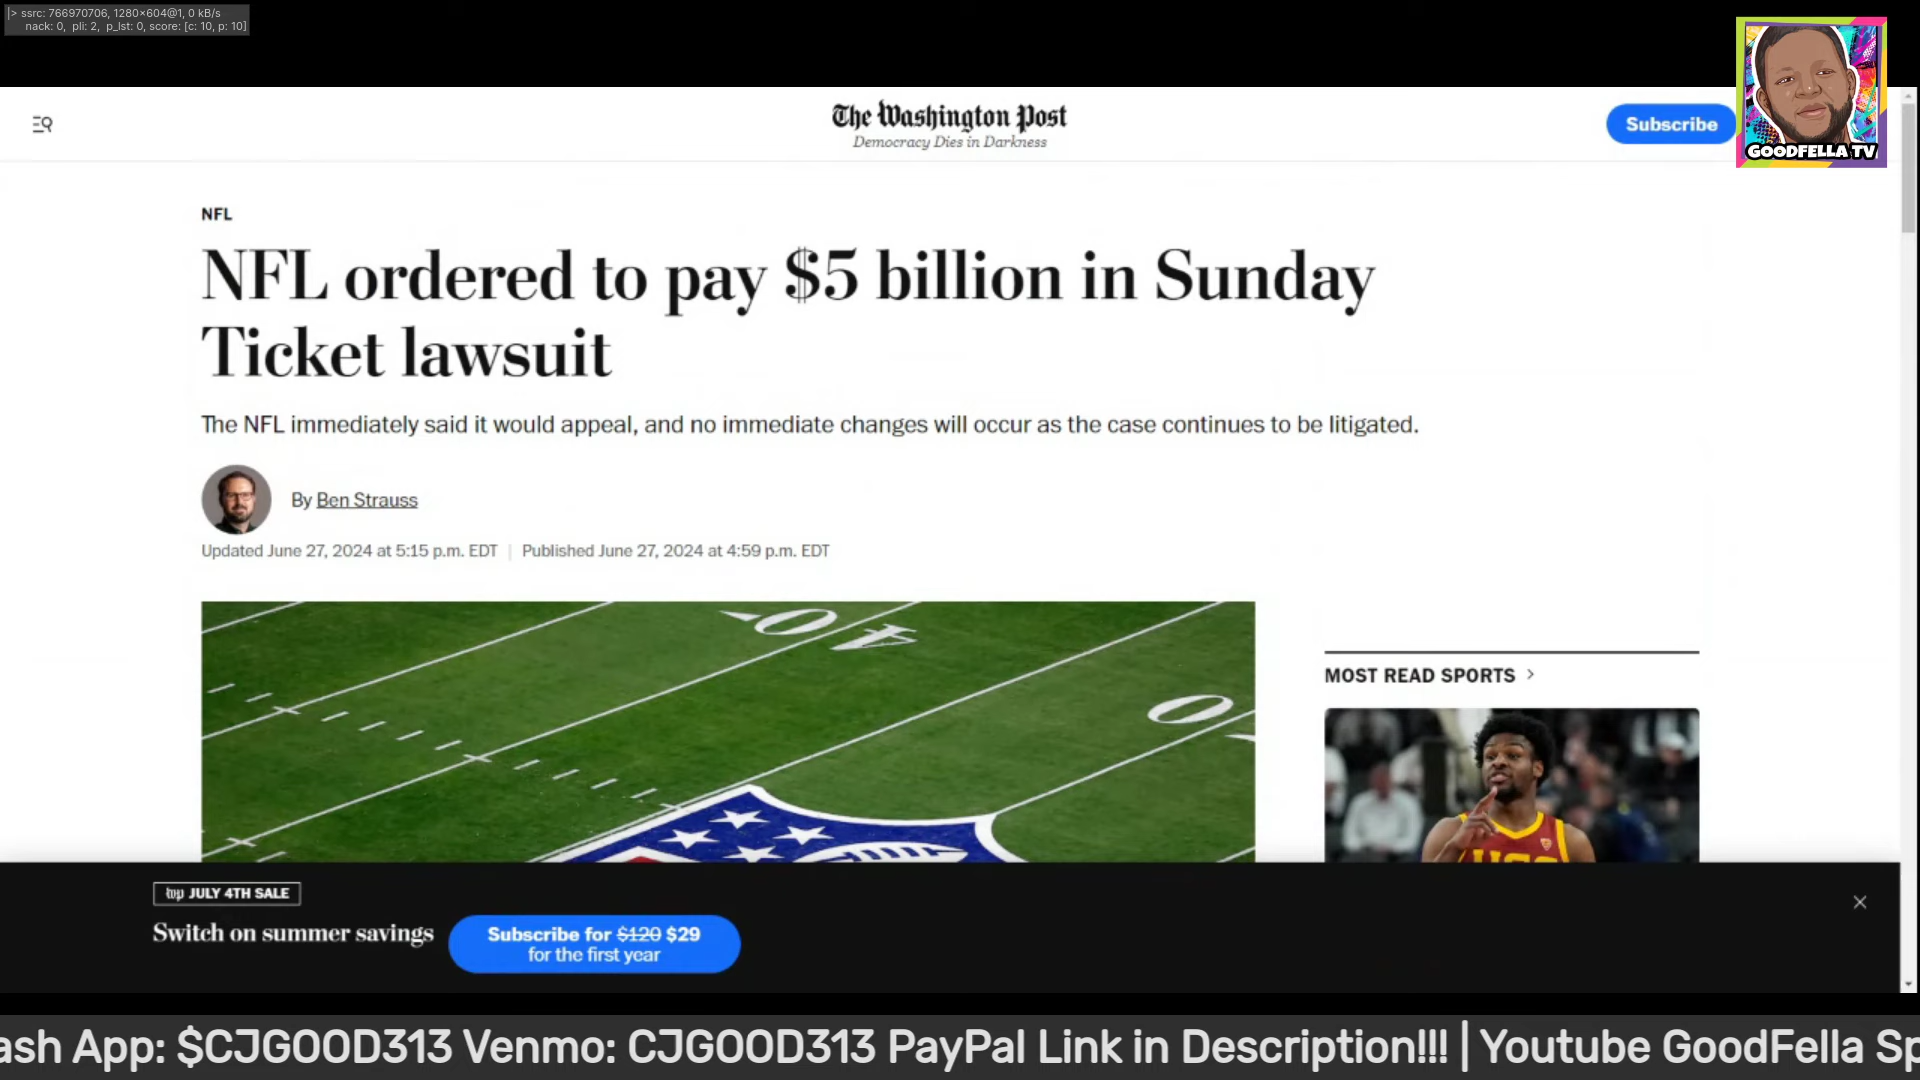 |> ssrc: 766970706, 1280×604@1, 0 kB/s
nack: 0, pli: 2, p_lst: 0, score: [c: 10, p: 10]
The Washington Post
Democracy Dies in Darkness
Subscribe
GOODFELLA TV
NFL
NFL ordered to pay $5 billion in Sunday
Ticket lawsuit
The NFL immediately said it would appeal, and no immediate changes will occur as the case continues to be litigated.
By Ben Strauss
Updated June 27, 2024 at 5:15 p.m. EDT | Published June 27, 2024 at 4:59 p.m. EDT
40
0
MOST READ SPORTS >
USC
wp JULY 4TH SALE
Switch on summer savings
Subscribe for $120 $29
for the first year
ash App: $CJGOOD313 Venmo: CJGOOD313 PayPal Link in Description!!! | Youtube GoodFella Sp